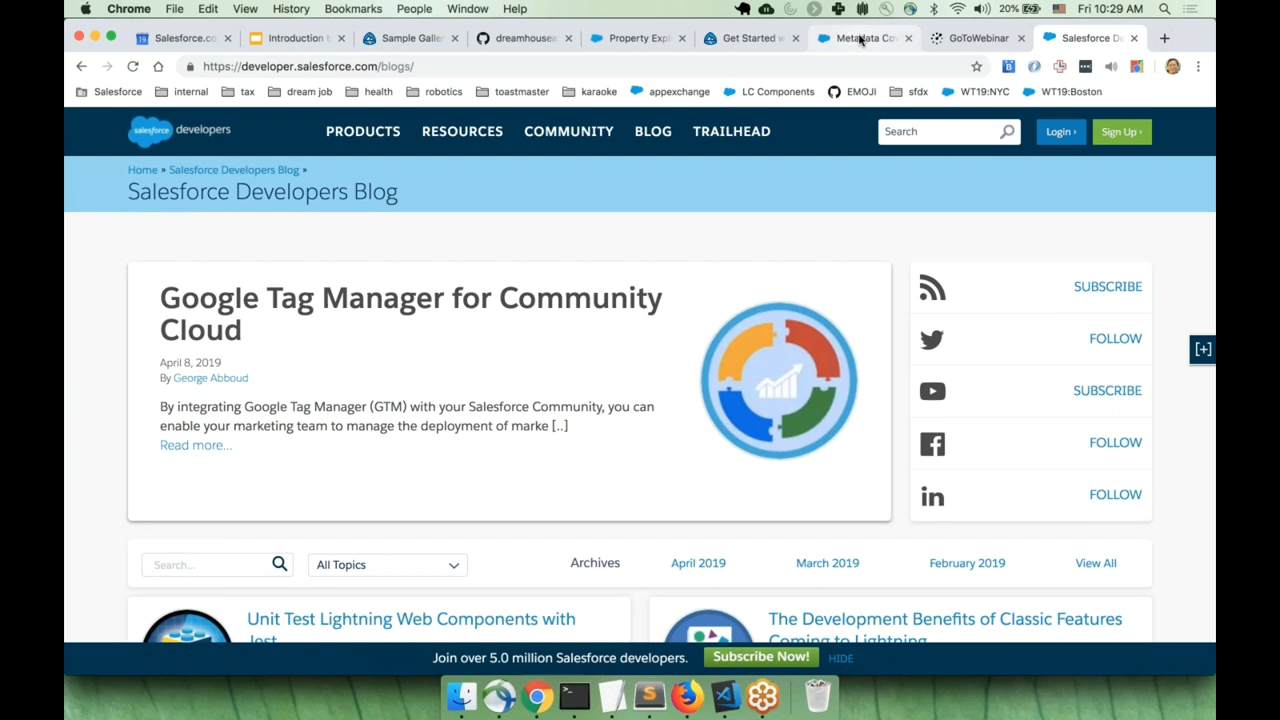 Chrome File Edit View History Bookmarks People Window Help 20% Fri 10:29 AM
Salesforce.co Introduction t Sample Galle dreamhousea Property Exp Get Started w Metadata Co GoToWebinar Salesforce De
https://developer.salesforce.com/blogs/
Salesforce internal tax dream job health robotics toastmaster karaoke appexchange LC Components EMOJI sfdx WT19:NYC WT19:Boston
salesforce developers PRODUCTS RESOURCES COMMUNITY BLOG TRAILHEAD Search Login › Sign Up ›
Home » Salesforce Developers Blog »
Salesforce Developers Blog
Google Tag Manager for Community
Cloud
April 8, 2019
By George Abboud
By integrating Google Tag Manager (GTM) with your Salesforce Community, you can
enable your marketing team to manage the deployment of marke [..]
Read more...
SUBSCRIBE
FOLLOW
SUBSCRIBE
FOLLOW
FOLLOW
[+]
Search... All Topics Archives April 2019 March 2019 February 2019 View All
Unit Test Lightning Web Components with
Jest
The Development Benefits of Classic Features
Coming to Lightning
Join over 5.0 million Salesforce developers. Subscribe Now! HIDE